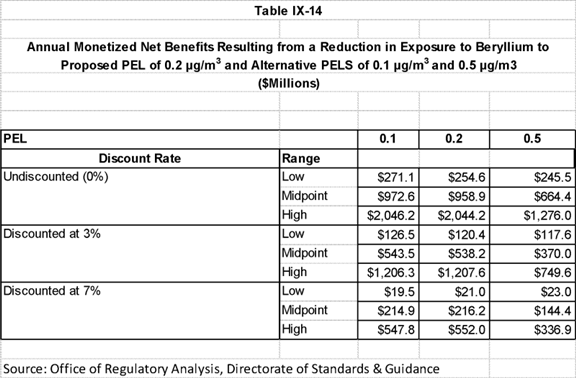 Table IX-14
Annual Monetized Net Benefits Resulting from a Reduction in Exposure to Beryllium to
Proposed PEL of 0.2 µg/m³ and Alternative PELS of 0.1 µg/m³ and 0.5 µg/m3
($Millions)
PEL 0.1 0.2 0.5
Discount Rate Range
Undiscounted (0%) Low $271.1 $254.6 $245.5
Midpoint $972.6 $958.9 $664.4
High $2,046.2 $2,044.2 $1,276.0
Discounted at 3% Low $126.5 $120.4 $117.6
Midpoint $543.5 $538.2 $370.0
High $1,206.3 $1,207.6 $749.6
Discounted at 7% Low $19.5 $21.0 $23.0
Midpoint $214.9 $216.2 $144.4
High $547.8 $552.0 $336.9
Source: Office of Regulatory Analysis, Directorate of Standards & Guidance